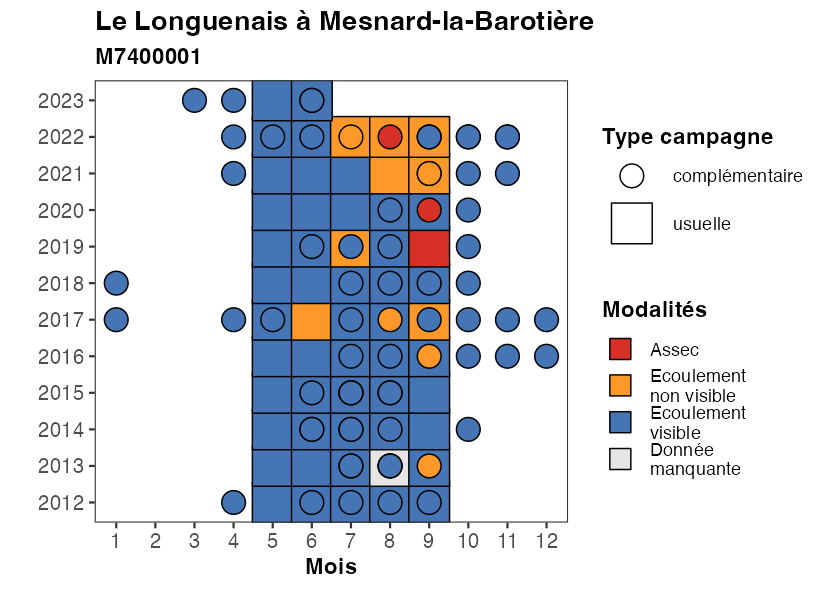 Le Longuenais à Mesnard-la-Barotière
M7400001
2023
2022
2021
2020
2019
2018
2017
2016
2015
2014
2013
2012
1 2 3 4 5 6 7 8 9 10 11 12
Mois
Type campagne
complémentaire
usuelle
Modalités
Assec
Ecoulement
non visible
Ecoulement
visible
Donnée
manquante